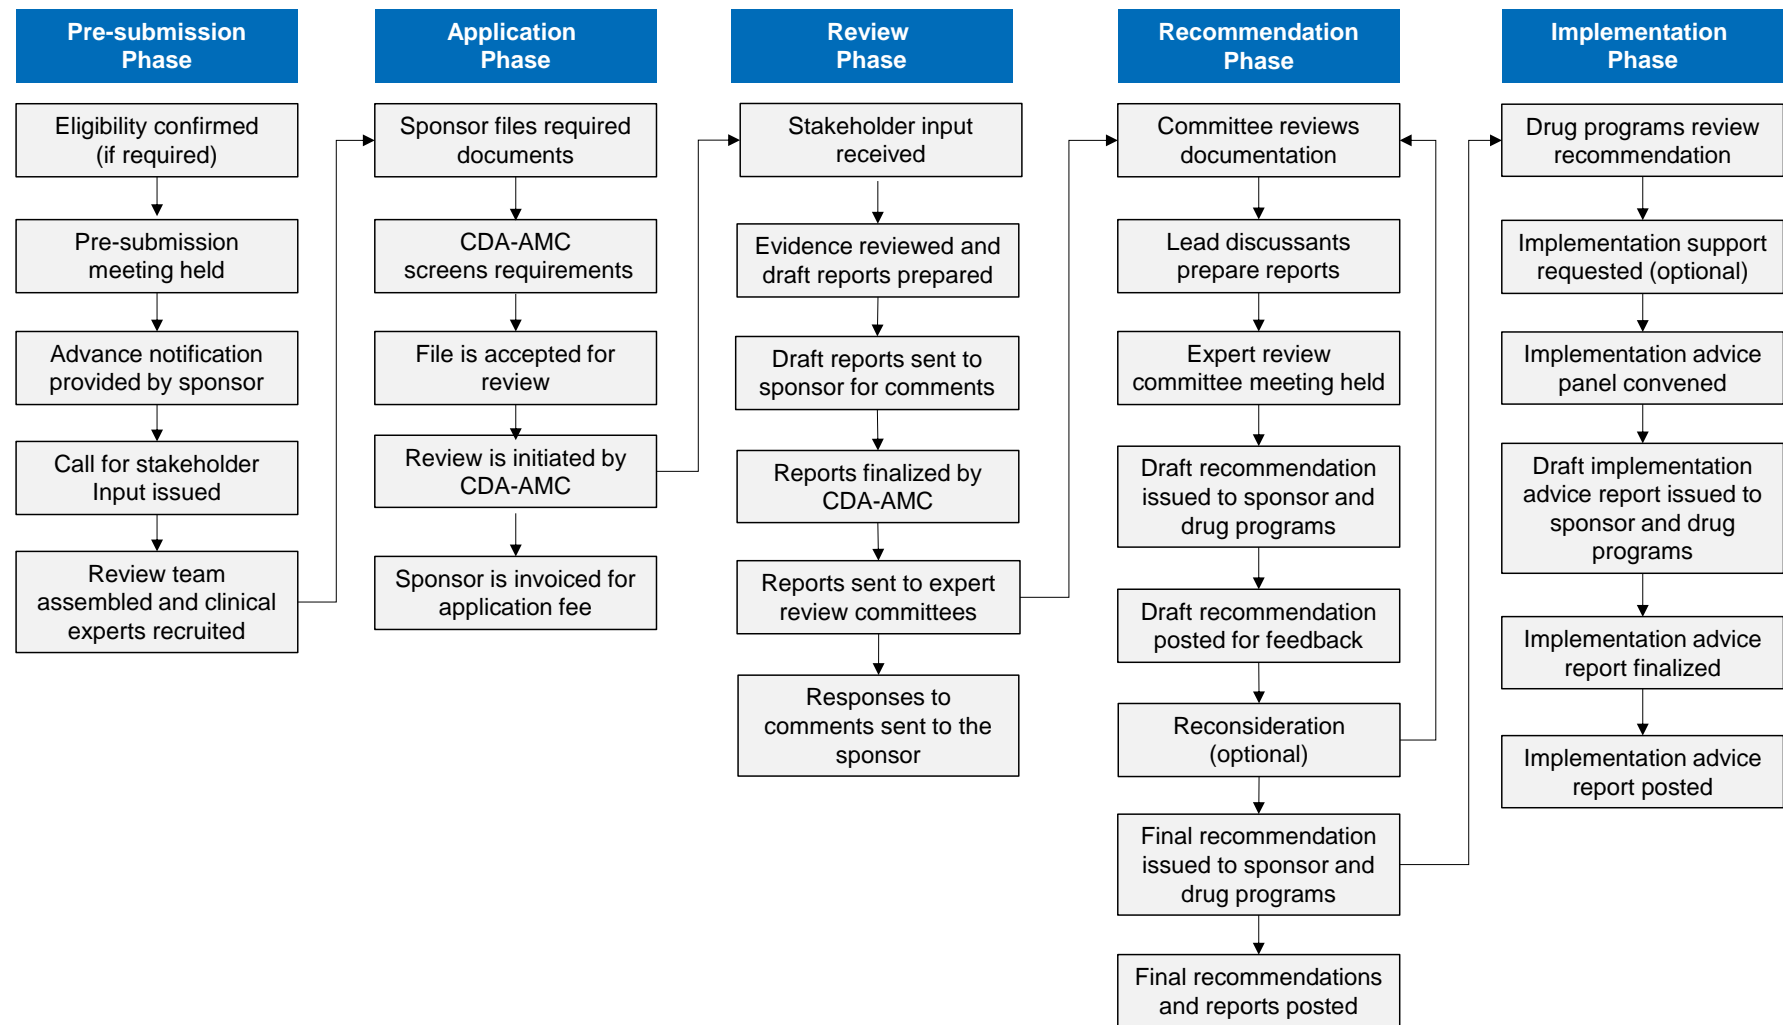 Pre-submission
Phase
Eligibility confirmed
(if required)
Pre-submission
meeting held
Advance notification
provided by sponsor
Call for stakeholder
Input issued
Review team
assembled and clinical
experts recruited
Application
Phase
Sponsor files required
documents
CDA-AMC
screens requirements
File is accepted for
review
Review is initiated by
CDA-AMC
Sponsor is invoiced for
application fee
Review
Phase
Stakeholder input
received
Evidence reviewed and
draft reports prepared
Draft reports sent to
sponsor for comments
Reports finalized by
CDA-AMC
Reports sent to expert
review committees
Responses to
comments sent to the
sponsor
Recommendation
Phase
Committee reviews
documentation
Lead discussants
prepare reports
Expert review
committee meeting held
Draft recommendation
issued to sponsor and
drug programs
Draft recommendation
posted for feedback
Reconsideration
(optional)
Final recommendation
issued to sponsor and
drug programs
Final recommendations
and reports posted
Implementation
Phase
Drug programs review
recommendation
Implementation support
requested (optional)
Implementation advice
panel convened
Draft implementation
advice report issued to
sponsor and drug
programs
Implementation advice
report finalized
Implementation advice
report posted